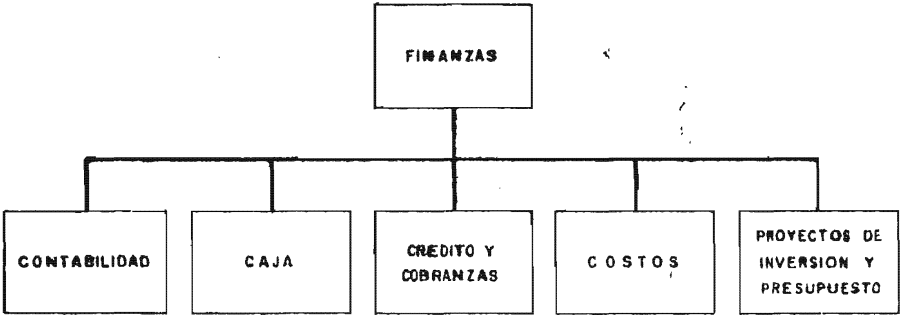 FINANZAS
CONTABILIDAD
CAJA
CREDITO Y
COBRANZAS
COSTOS
PROYECTOS DE
INVERSION Y
PRESUPUESTO